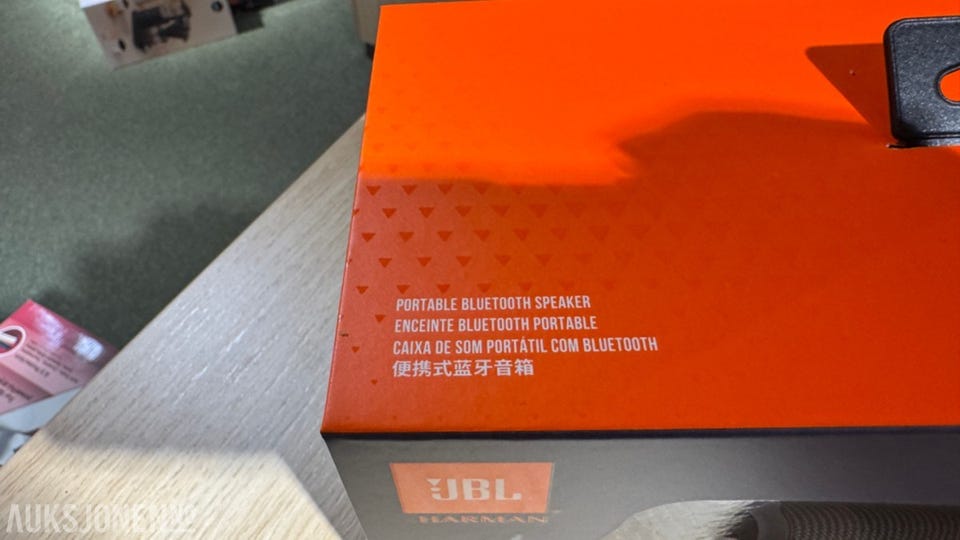 PORTABLE BLUETOOTH SPEAKER
ENCEINTE BLUETOOTH PORTABLE
CAIXA DE SOM PORTÁTIL COM BLUETOOTH
便携式蓝牙音箱
JBL
HARMAN
AUKSJONEN.NO